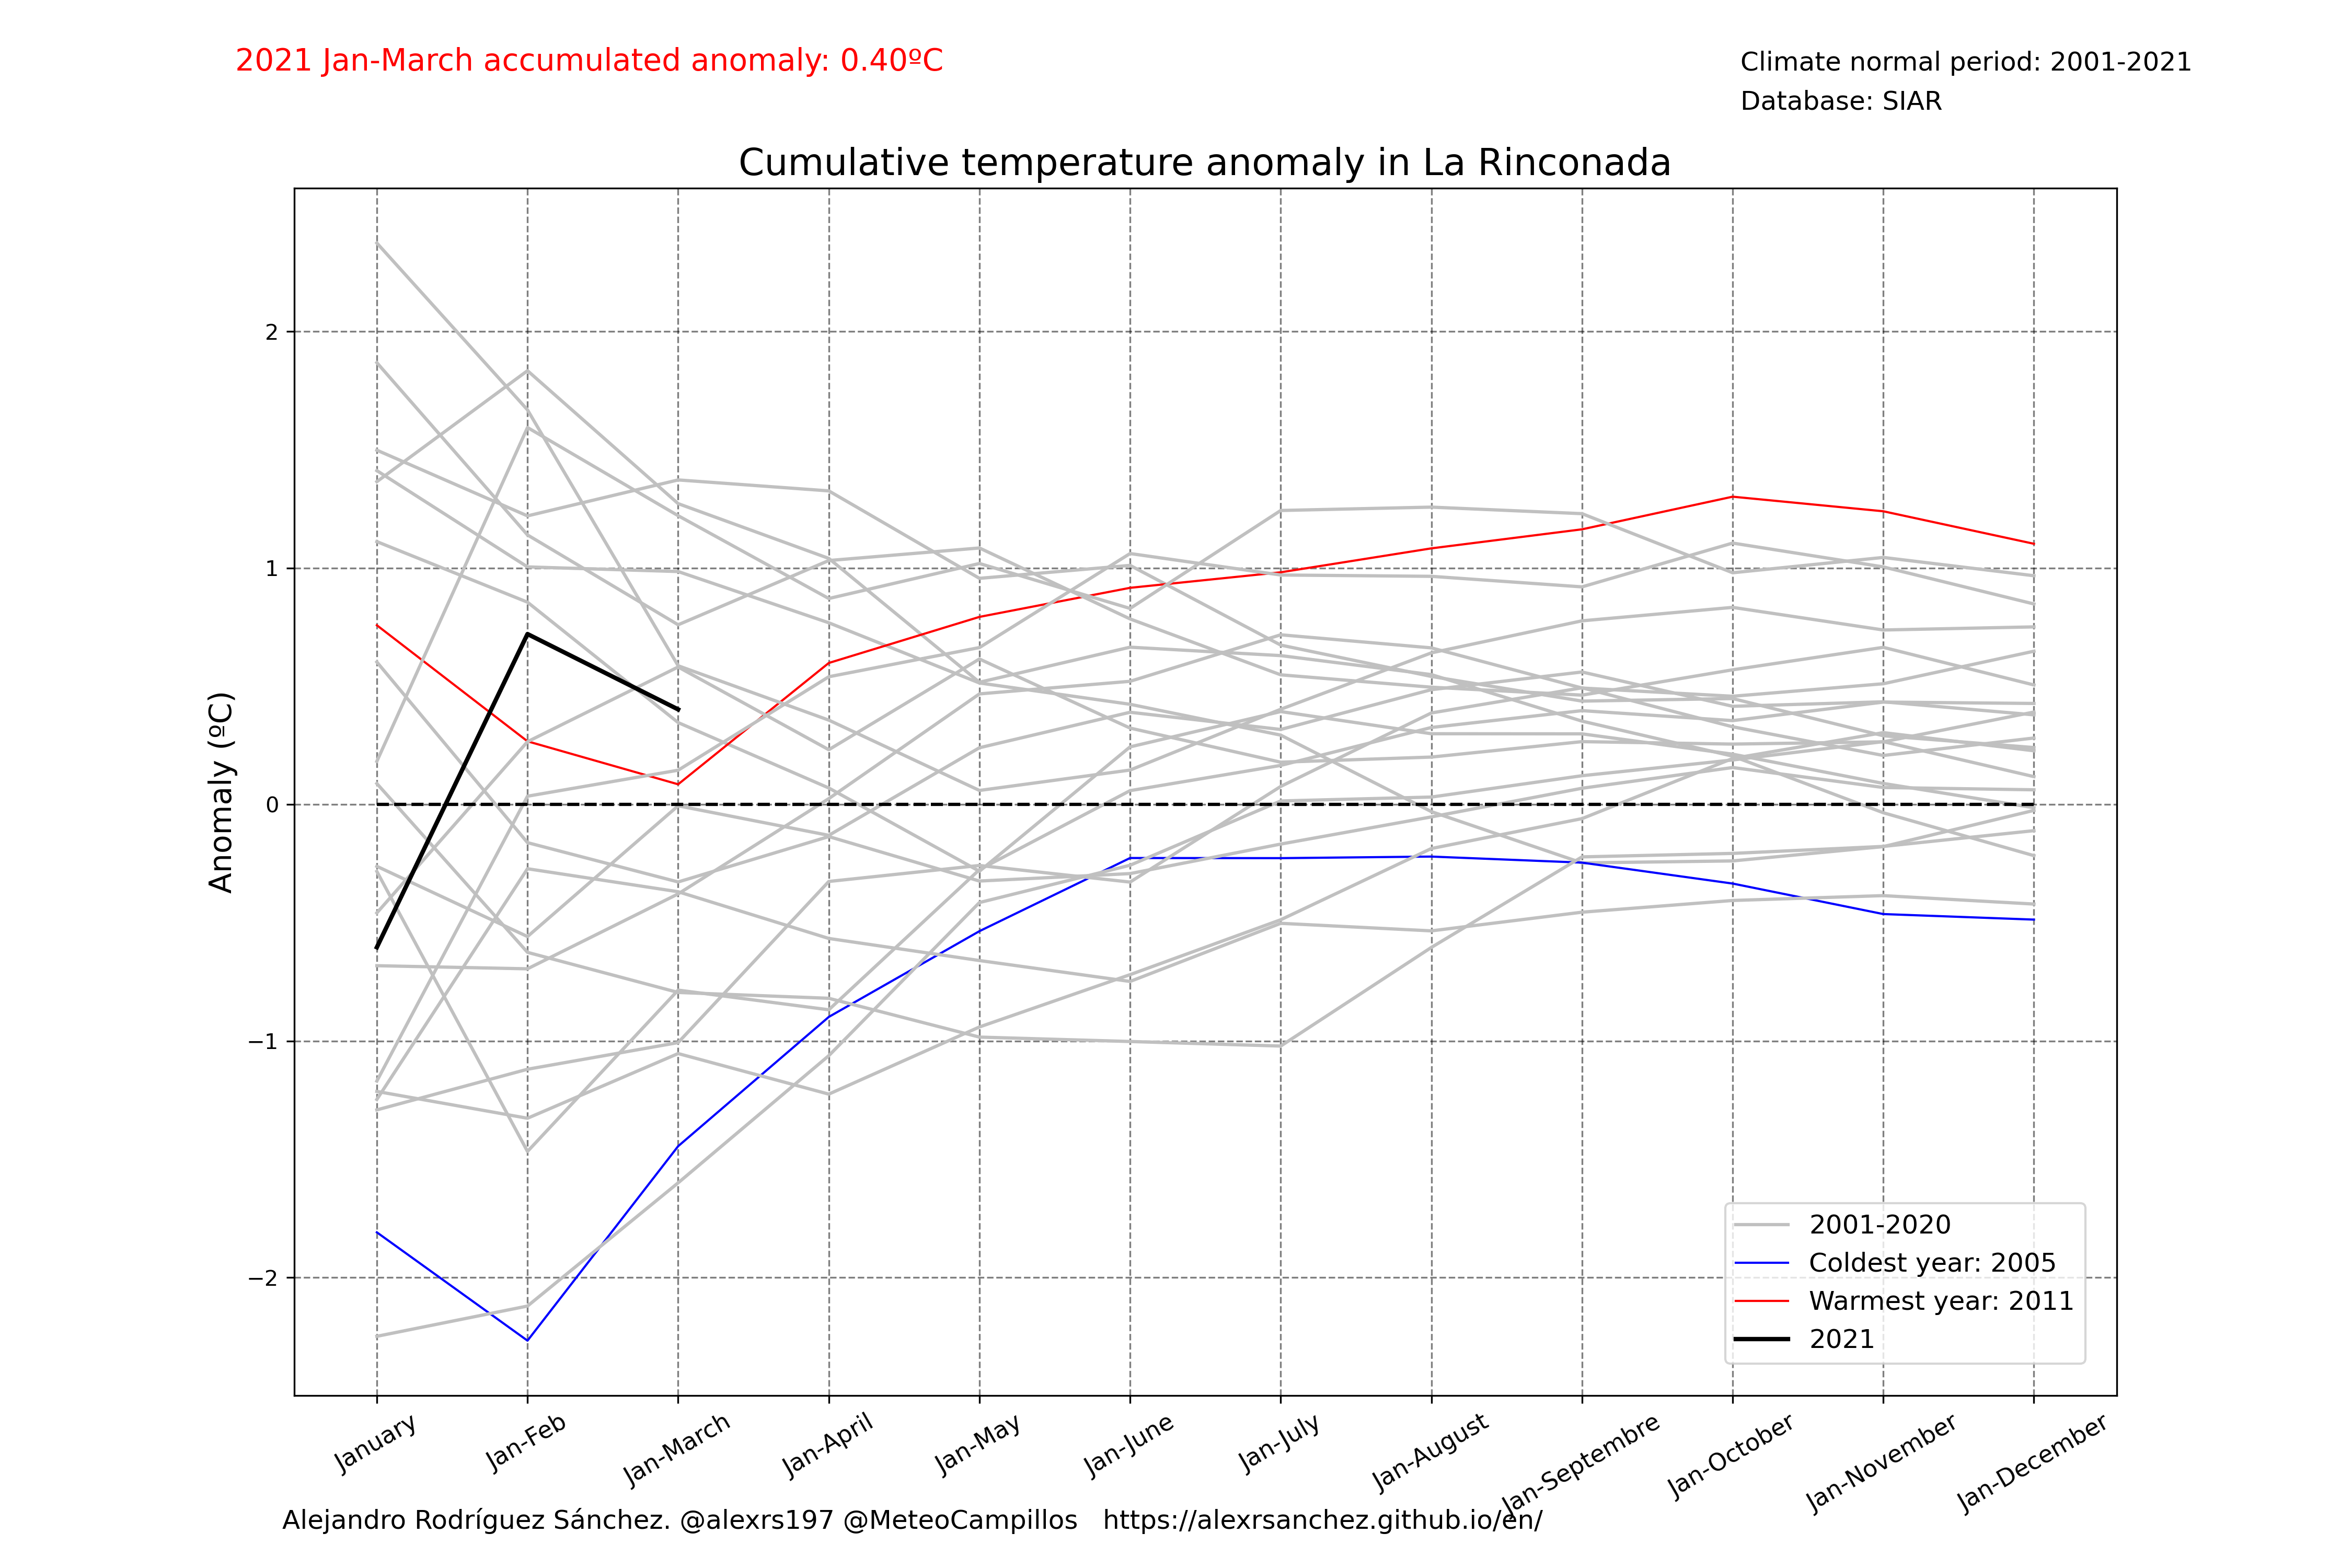 2021 Jan-March accumulated anomaly: 0.40ºC
Climate normal period: 2001-2021
Database: SIAR
Cumulative temperature anomaly in La Rinconada
Anomaly (ºC)
2
1
0
−1
−2
2001-2020
Coldest year: 2005
Warmest year: 2011
2021
January
Jan-Feb
Jan-March
Jan-April
Jan-May
Jan-June
Jan-July
Jan-August
Jan-Septembre
Jan-October
Jan-November
Jan-December
Alejandro Rodríguez Sánchez. @alexrs197 @MeteoCampillos https://alexrsanchez.github.io/en/